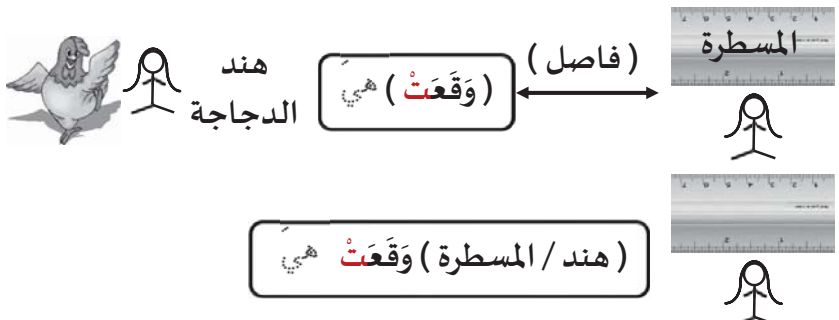 المسطرة
( فاصل )
( وَقَعَتْ ) هيَ
هند
الدجاجة
( هند / المسطرة ) وَقَعَتْ هيَ